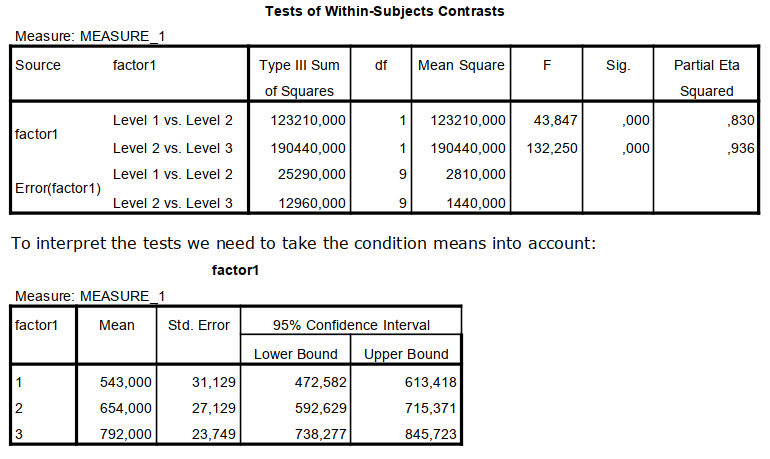 Tests of Within-Subjects Contrasts
Measure: MEASURE_1
Source factor1 Type III Sum of Squares df Mean Square F Sig. Partial Eta Squared
factor1 Level 1 vs. Level 2 123210,000 1 123210,000 43,847 ,000 ,830
Level 2 vs. Level 3 190440,000 1 190440,000 132,250 ,000 ,936
Error(factor1) Level 1 vs. Level 2 25290,000 9 2810,000
Level 2 vs. Level 3 12960,000 9 1440,000
To interpret the tests we need to take the condition means into account:
factor1
Measure: MEASURE_1
factor1 Mean Std. Error 95% Confidence Interval
Lower Bound Upper Bound
1 543,000 31,129 472,582 613,418
2 654,000 27,129 592,629 715,371
3 792,000 23,749 738,277 845,723